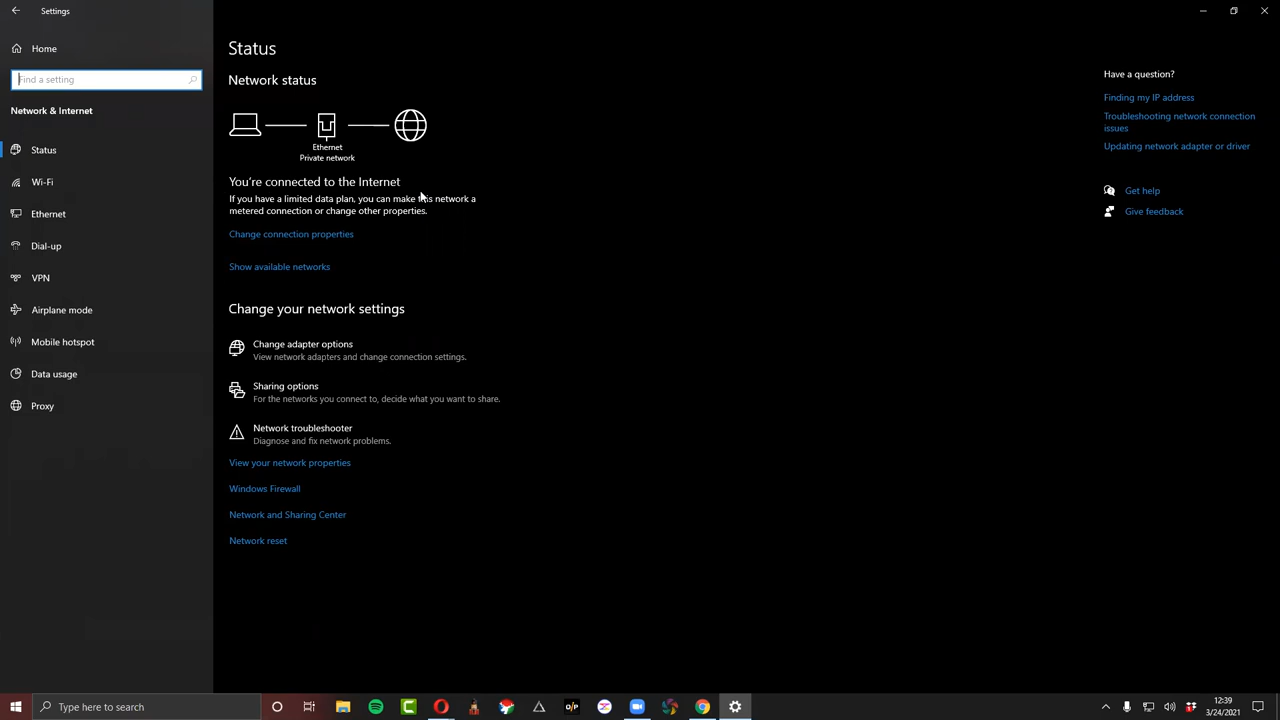 Settings
Home
Find a setting
Network & Internet
Status
Wi-Fi
Ethernet
Dial-up
VPN
Airplane mode
Mobile hotspot
Data usage
Proxy
Status
Network status
Ethernet
Private network
You're connected to the Internet
If you have a limited data plan, you can make this network a
metered connection or change other properties.
Change connection properties
Show available networks
Change your network settings
Change adapter options
View network adapters and change connection settings.
Sharing options
For the networks you connect to, decide what you want to share.
Network troubleshooter
Diagnose and fix network problems.
View your network properties
Windows Firewall
Network and Sharing Center
Network reset
Have a question?
Finding my IP address
Troubleshooting network connection
issues
Updating network adapter or driver
Get help
Give feedback
Type here to search
12:39
3/24/2021